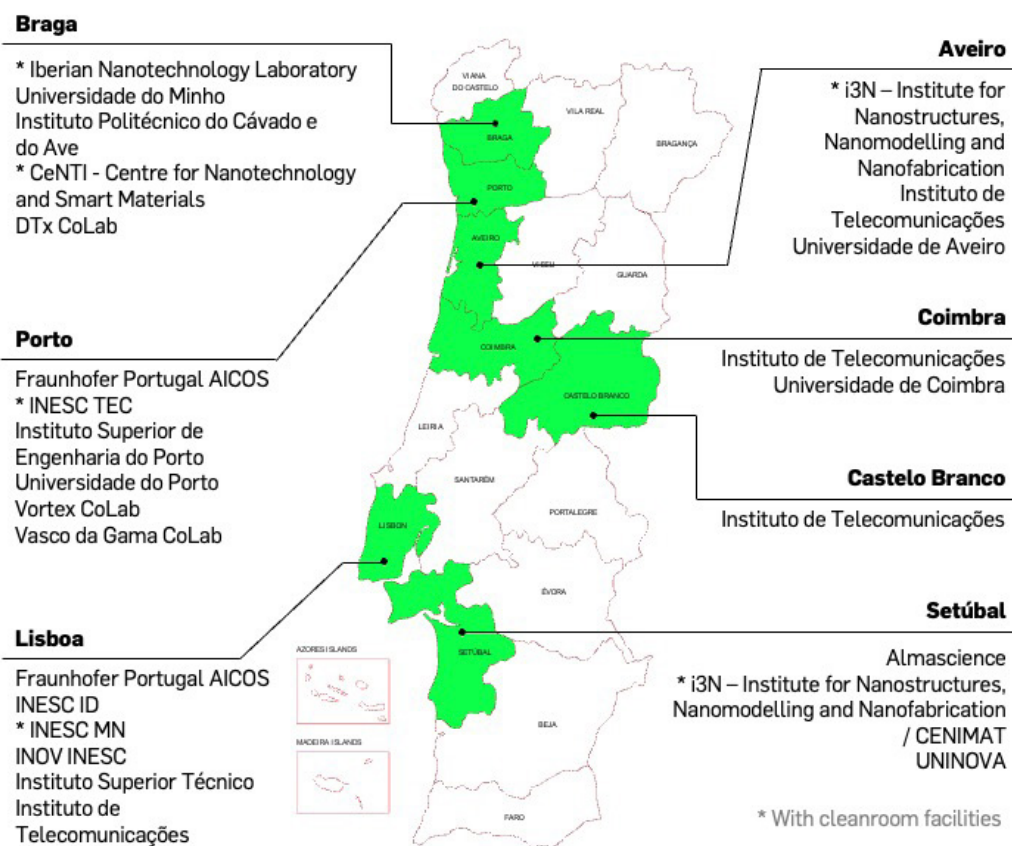 Braga
* Iberian Nanotechnology Laboratory
Universidade do Minho
Instituto Politécnico do Cávado e
do Ave
* CeNTI - Centre for Nanotechnology
and Smart Materials
DTx CoLab
Porto
Fraunhofer Portugal AICOS
* INESC TEC
Instituto Superior de
Engenharia do Porto
Universidade do Porto
Vortex CoLab
Vasco da Gama CoLab
Lisboa
Fraunhofer Portugal AICOS
INESC ID
* INESC MN
INOV INESC
Instituto Superior Técnico
Instituto de
Telecomunicações
VIANA
DO CASTELO
BRAGA
VILA REAL
BRAGANÇA
PORTO
AVEIRO
VISEU
GUARDA
COIMBRA
CASTELO BRANCO
LEIRIA
SANTARÉM
PORTALEGRE
LISBON
ÉVORA
SETÚBAL
BEJA
FARO
AZORES ISLANDS
MADEIRA ISLANDS
Aveiro
* i3N – Institute for
Nanostructures,
Nanomodelling and
Nanofabrication
Instituto de
Telecomunicações
Universidade de Aveiro
Coimbra
Instituto de Telecomunicações
Universidade de Coimbra
Castelo Branco
Instituto de Telecomunicações
Setúbal
Almascience
* i3N – Institute for Nanostructures,
Nanomodelling and Nanofabrication
/ CENIMAT
UNINOVA
* With cleanroom facilities